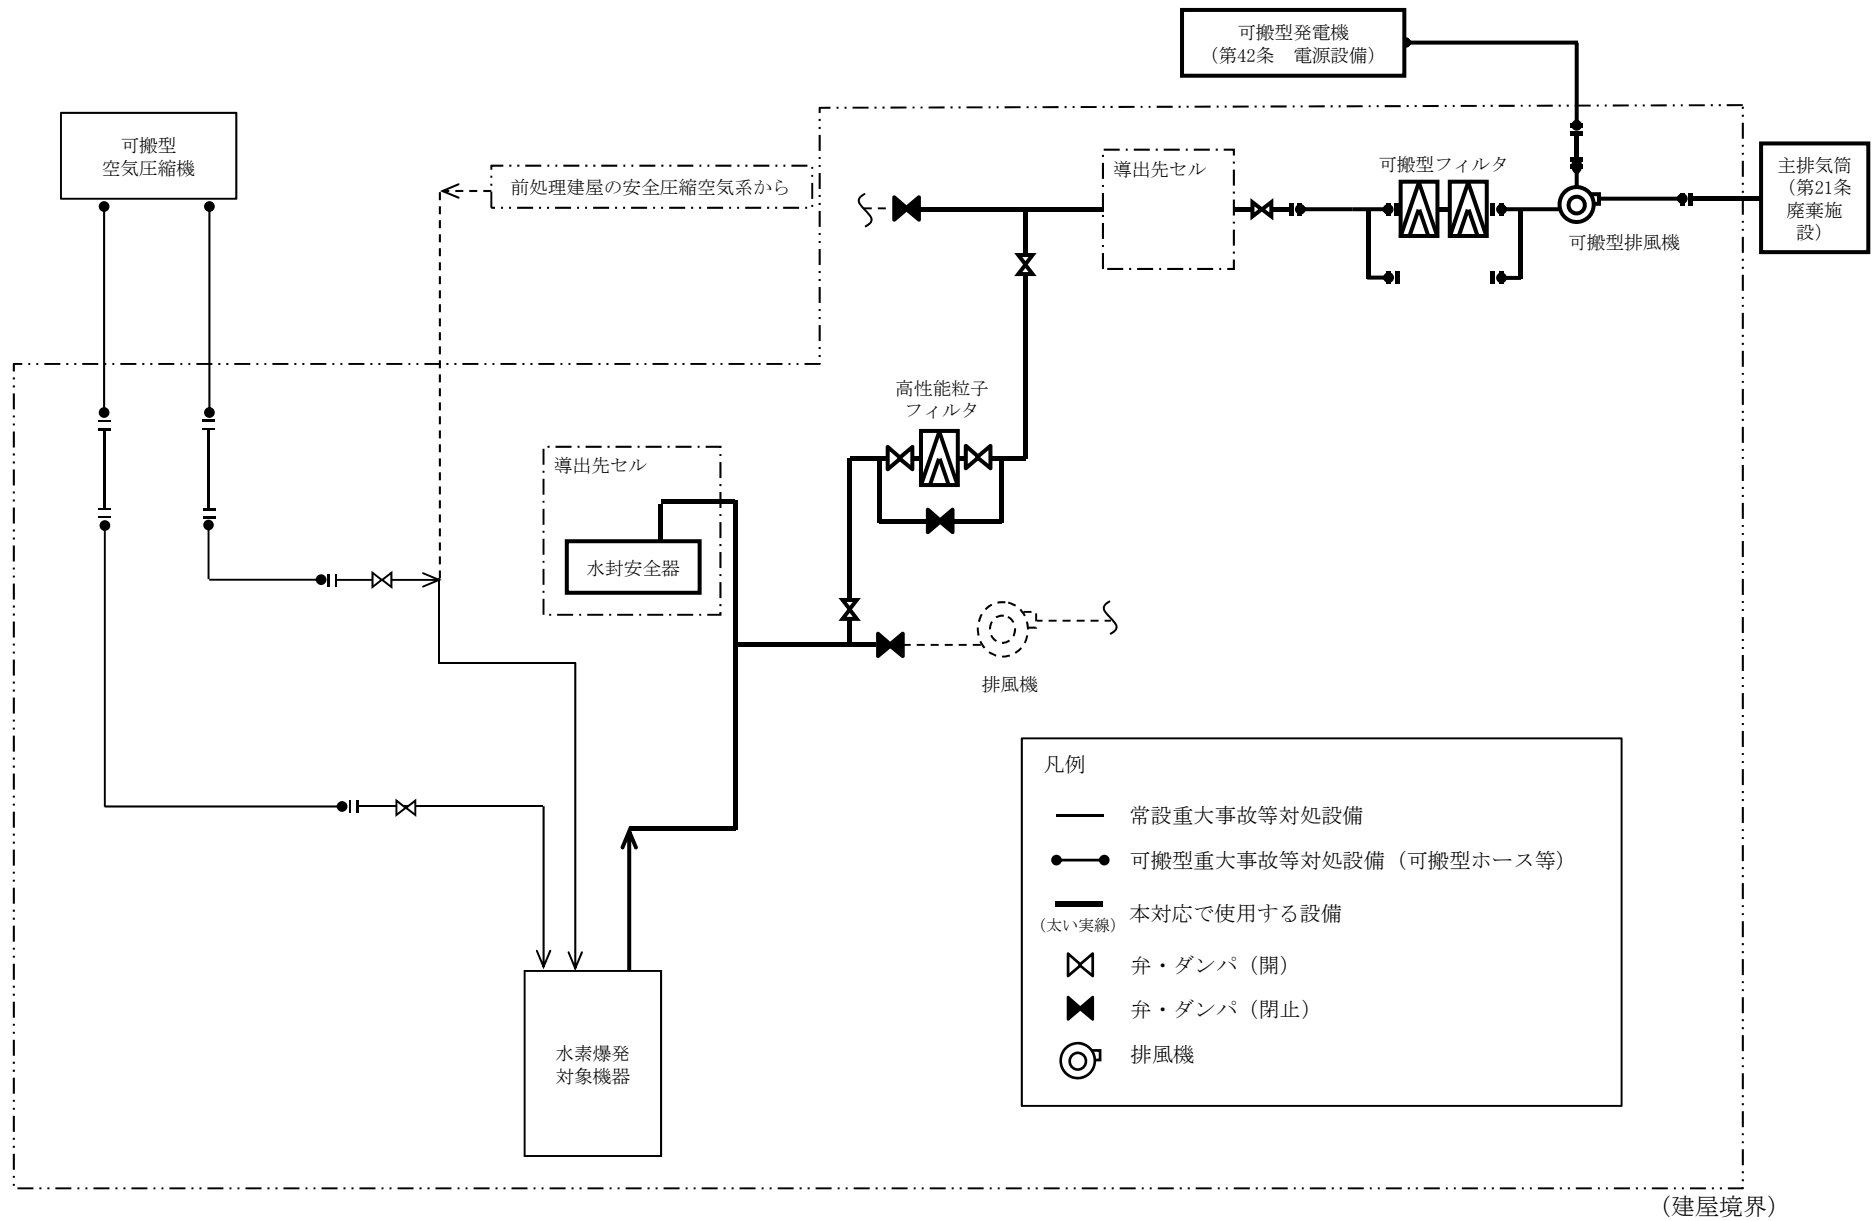 可搬型発電機
（第42条　電源設備）
可搬型
空気圧縮機
前処理建屋の安全圧縮空気系から
導出先セル
可搬型フィルタ
主排気筒
（第21条
廃棄施
設）
可搬型排風機
高性能粒子
フィルタ
導出先セル
水封安全器
排風機
水素爆発
対象機器
凡例
常設重大事故等対処設備
可搬型重大事故等対処設備（可搬型ホース等）
（太い実線）
本対応で使用する設備
弁・ダンパ（開）
弁・ダンパ（閉止）
排風機
（建屋境界）